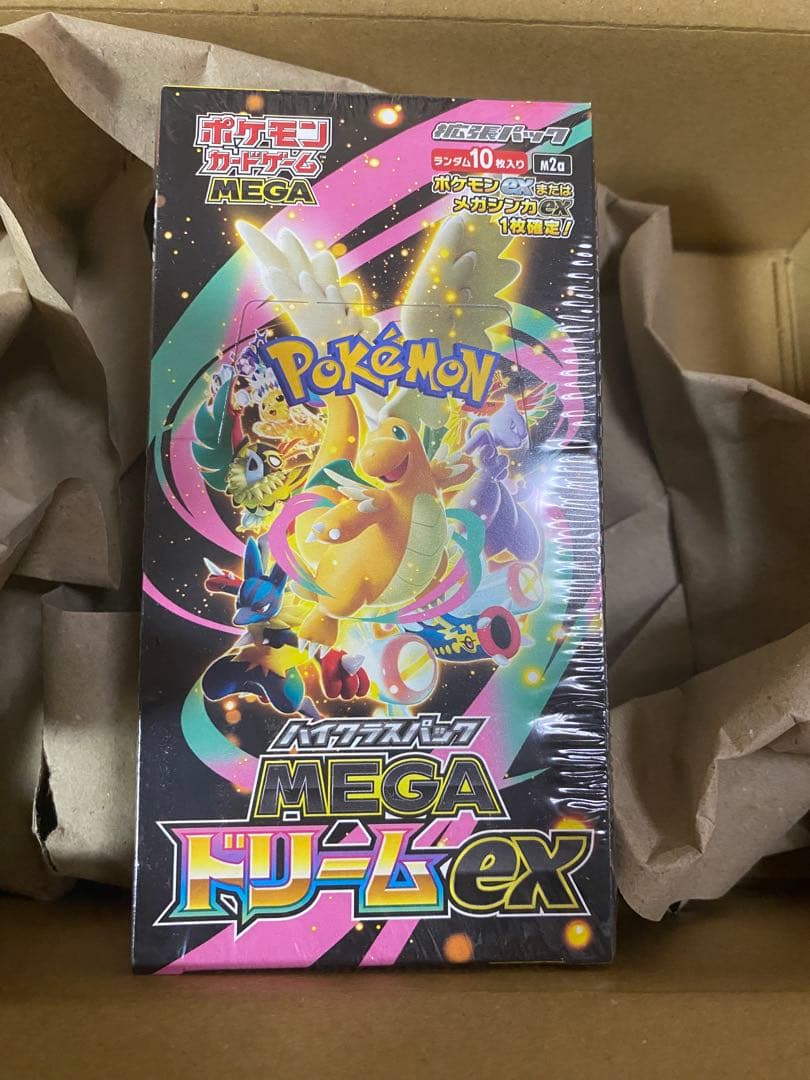 ポケモン
カードゲーム
MEGA
拡張パック
ランダム10枚入り M2a
ポケモンexまたは
メガシンカex
1枚確定!
POKÉMON
ハイクラスパック
MEGA
ドリームex